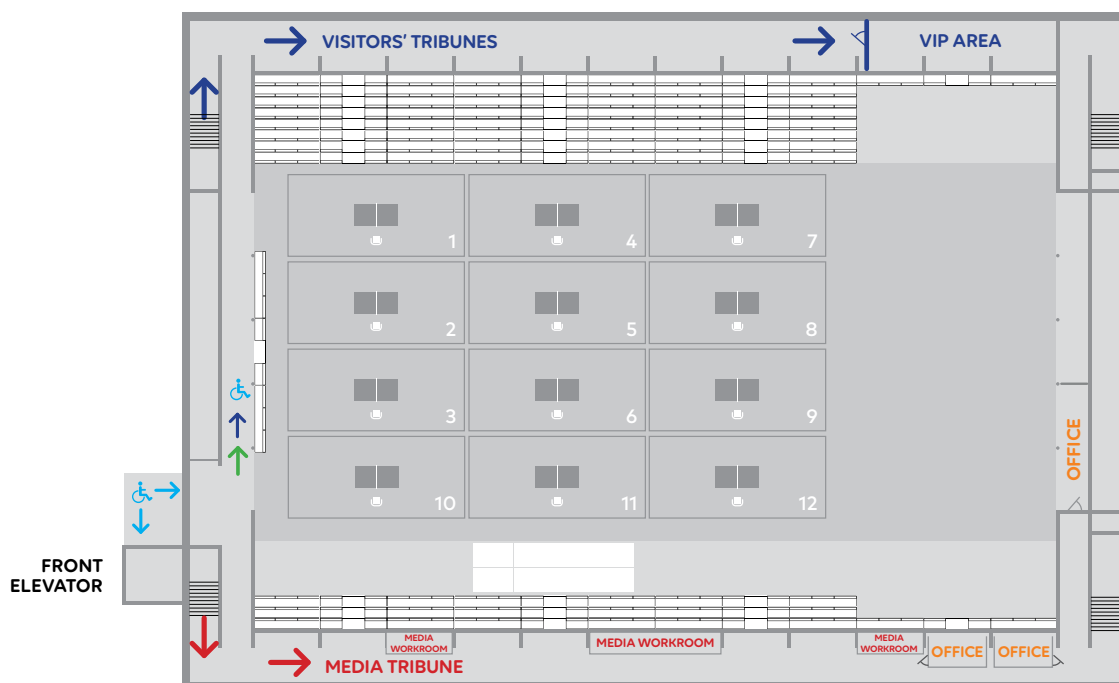 VISITORS' TRIBUNES
VIP AREA
1
4
7
2
5
8
3
6
9
10
11
12
OFFICE
FRONT
ELEVATOR
MEDIA
WORKROOM
MEDIA WORKROOM
MEDIA
WORKROOM
OFFICE
OFFICE
MEDIA TRIBUNE